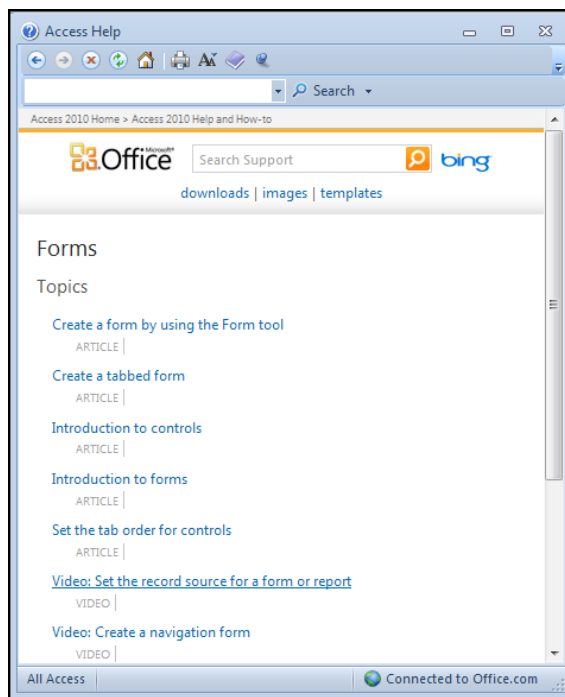 Access Help
Search
Access 2010 Home > Access 2010 Help and How-to
Microsoft®
Office
Search Support
bing
downloads | images | templates
Forms
Topics
Create a form by using the Form tool
ARTICLE |
Create a tabbed form
ARTICLE |
Introduction to controls
ARTICLE |
Introduction to forms
ARTICLE |
Set the tab order for controls
ARTICLE |
Video: Set the record source for a form or report
VIDEO |
Video: Create a navigation form
VIDEO |
All Access
Connected to Office.com